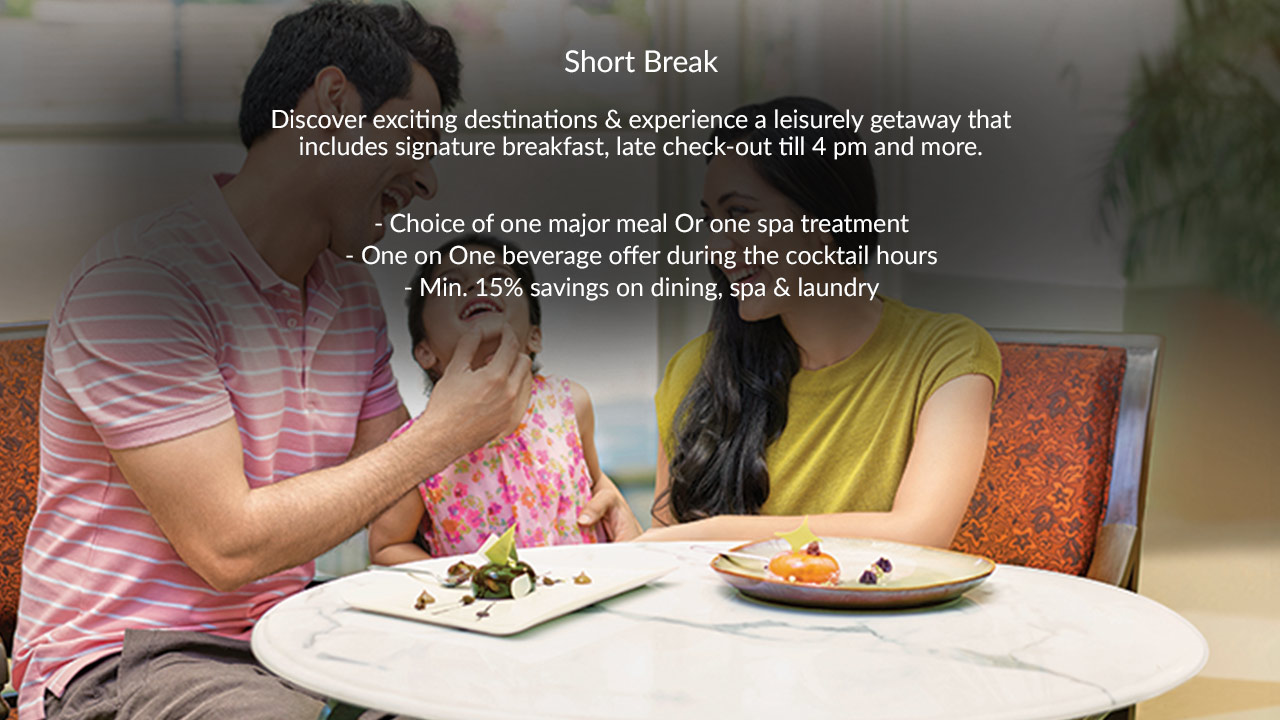 Short Break
Discover exciting destinations & experience a leisurely getaway that
includes signature breakfast, late check-out till 4 pm and more.
- Choice of one major meal Or one spa treatment
- One on One beverage offer during the cocktail hours
- Min. 15% savings on dining, spa & laundry